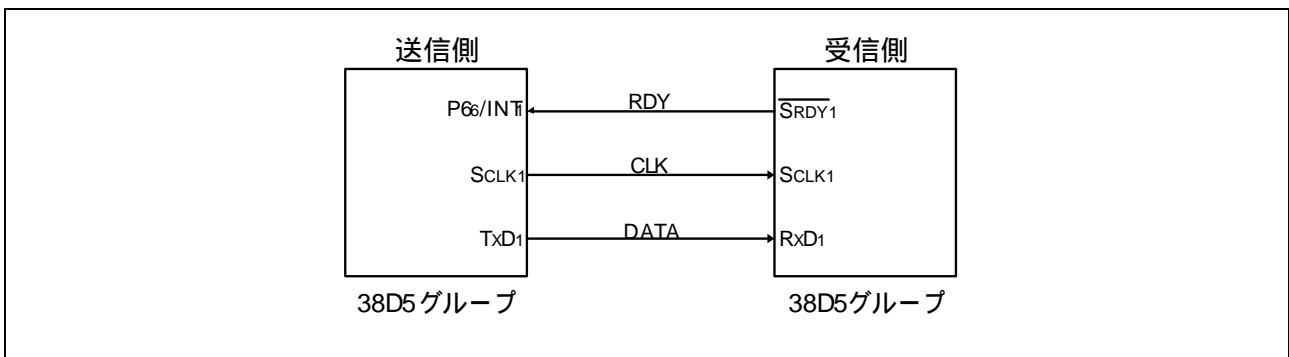 送信側 受信側
P66/INT1 RDY SRDY1
SCLK1 CLK SCLK1
TxD1 DATA RxD1
38D5グループ 38D5グループ